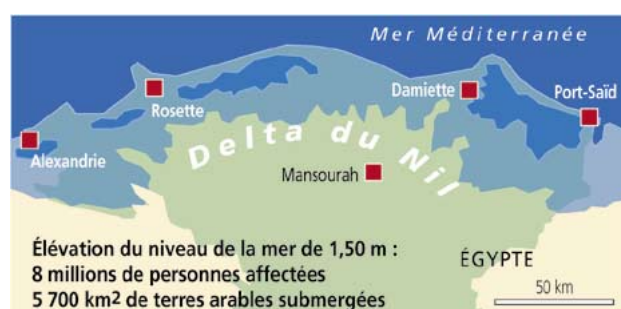 Mer Méditerranée
Rosette
Damiette
Port-Saïd
Alexandrie
Delta du Nil
Mansourah
Élévation du niveau de la mer de 1,50 m :
8 millions de personnes affectées
5 700 km2 de terres arables submergées
ÉGYPTE
50 km